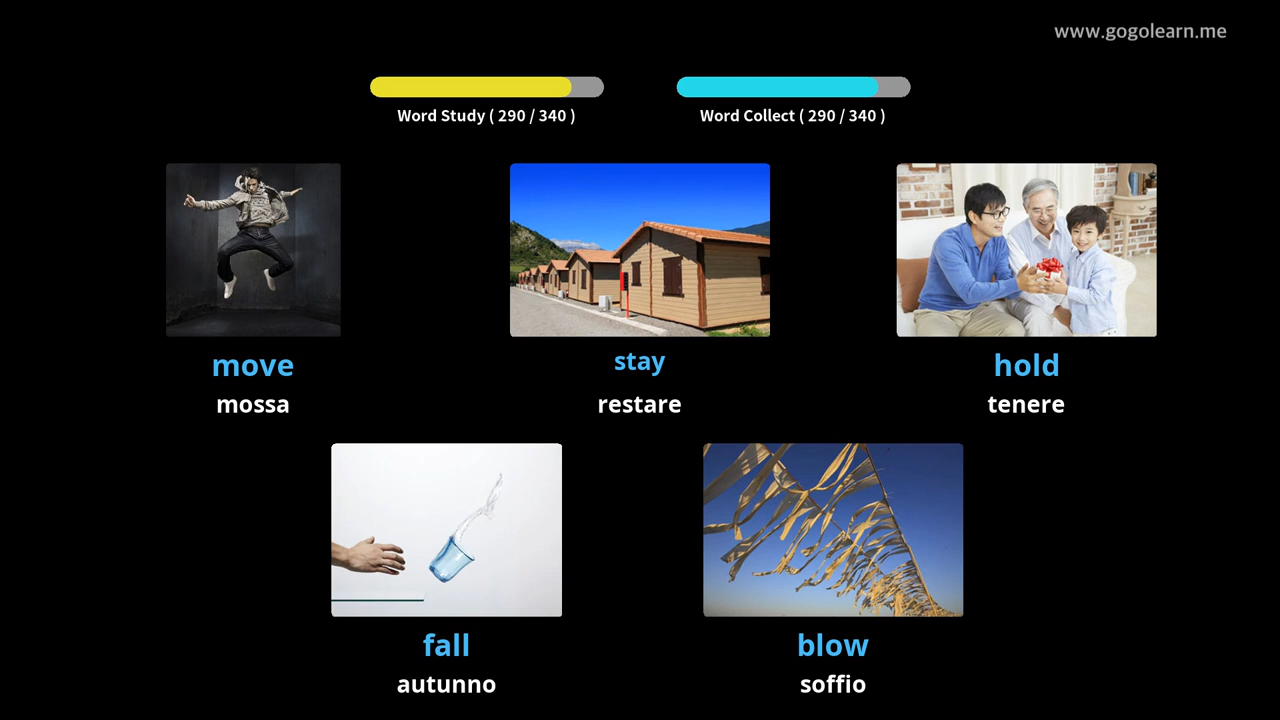 www.gogolearn.me
Word Study ( 290 / 340 )
Word Collect ( 290 / 340 )
move
mossa
stay
restare
hold
tenere
fall
autunno
blow
soffio